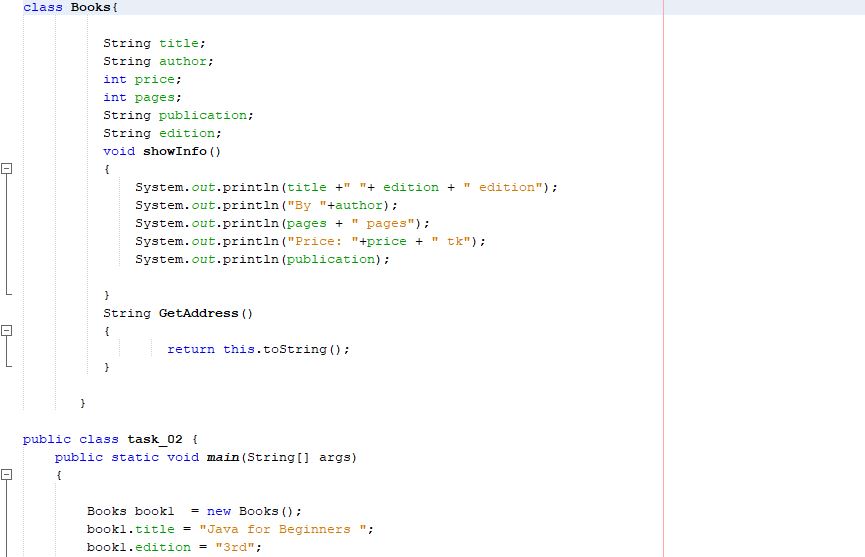 class Books{
String title;
String author;
int price;
int pages;
String publication;
String edition;
void showInfo()
{
System.out.println(title +" "+ edition + " edition");
System.out.println("By "+author);
System.out.println(pages + " pages");
System.out.println("Price: "+price + " tk");
System.out.println(publication);
}
String GetAddress()
{
return this.toString();
}
}
public class task_02 {
public static void main(String[] args)
{
Books book1  = new Books();
book1.title = "Java for Beginners ";
book1.edition = "3rd";